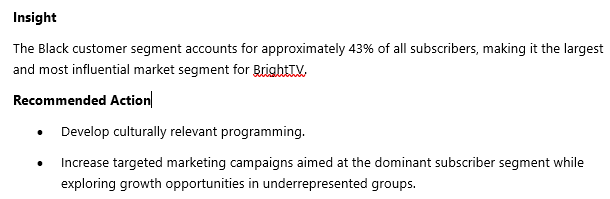 Insight
The Black customer segment accounts for approximately 43% of all subscribers, making it the largest
and most influential market segment for BrightTV.
Recommended Action
• Develop culturally relevant programming.
• Increase targeted marketing campaigns aimed at the dominant subscriber segment while
exploring growth opportunities in underrepresented groups.